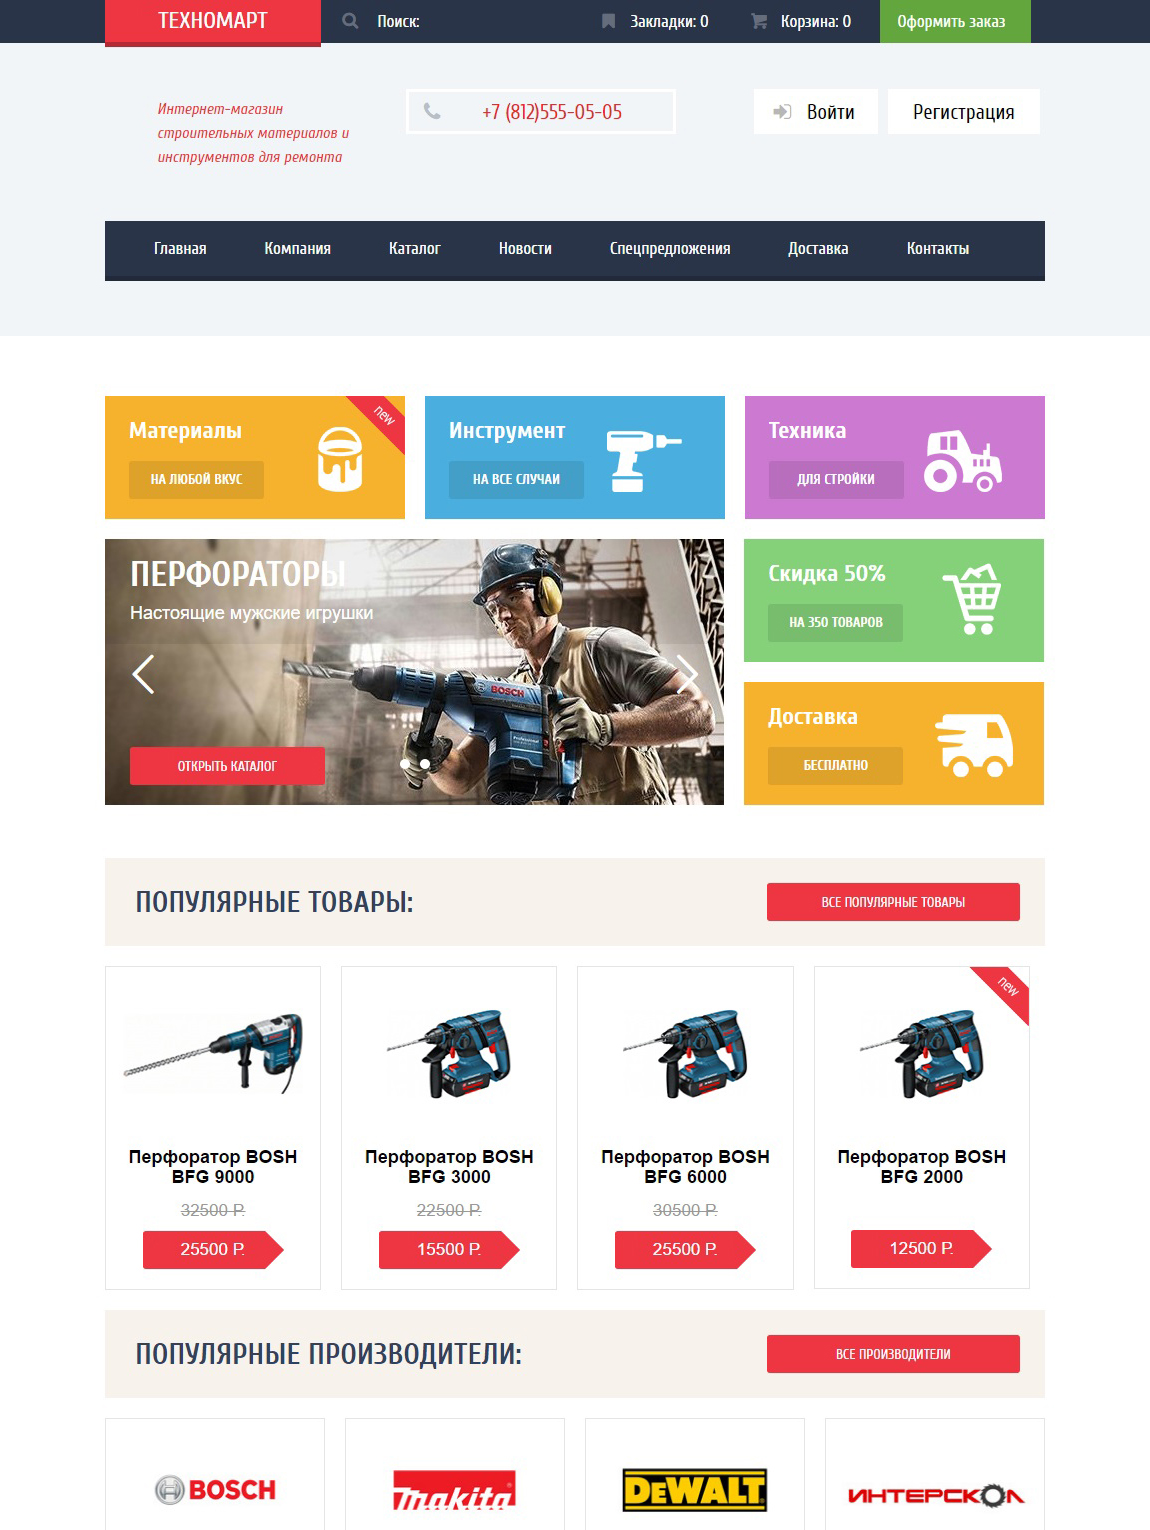 ТЕХНОМАРТ
Поиск:
Закладки: 0
Корзина: 0
Оформить заказ
Интернет-магазин
строительных материалов и
инструментов для ремонта
+7 (812)555-05-05
Войти
Регистрация
Главная
Компания
Каталог
Новости
Спецпредложения
Доставка
Контакты
Материалы
НА ЛЮБОЙ ВКУС
new
Инструмент
НА ВСЕ СЛУЧАИ
Техника
ДЛЯ СТРОЙКИ
ПЕРФОРАТОРЫ
Настоящие мужские игрушки
BOSCH
Professional
ОТКРЫТЬ КАТАЛОГ
Скидка 50%
НА 350 ТОВАРОВ
Доставка
БЕСПЛАТНО
ПОПУЛЯРНЫЕ ТОВАРЫ:
ВСЕ ПОПУЛЯРНЫЕ ТОВАРЫ
Перфоратор BOSH
BFG 9000
32500 Р.
25500 Р.
Перфоратор BOSH
BFG 3000
22500 Р.
15500 Р.
Перфоратор BOSH
BFG 6000
30500 Р.
25500 Р.
new
Перфоратор BOSH
BFG 2000
12500 Р.
ПОПУЛЯРНЫЕ ПРОИЗВОДИТЕЛИ:
ВСЕ ПРОИЗВОДИТЕЛИ
BOSCH
makita
DEWALT
ИНТЕРСКОЛ